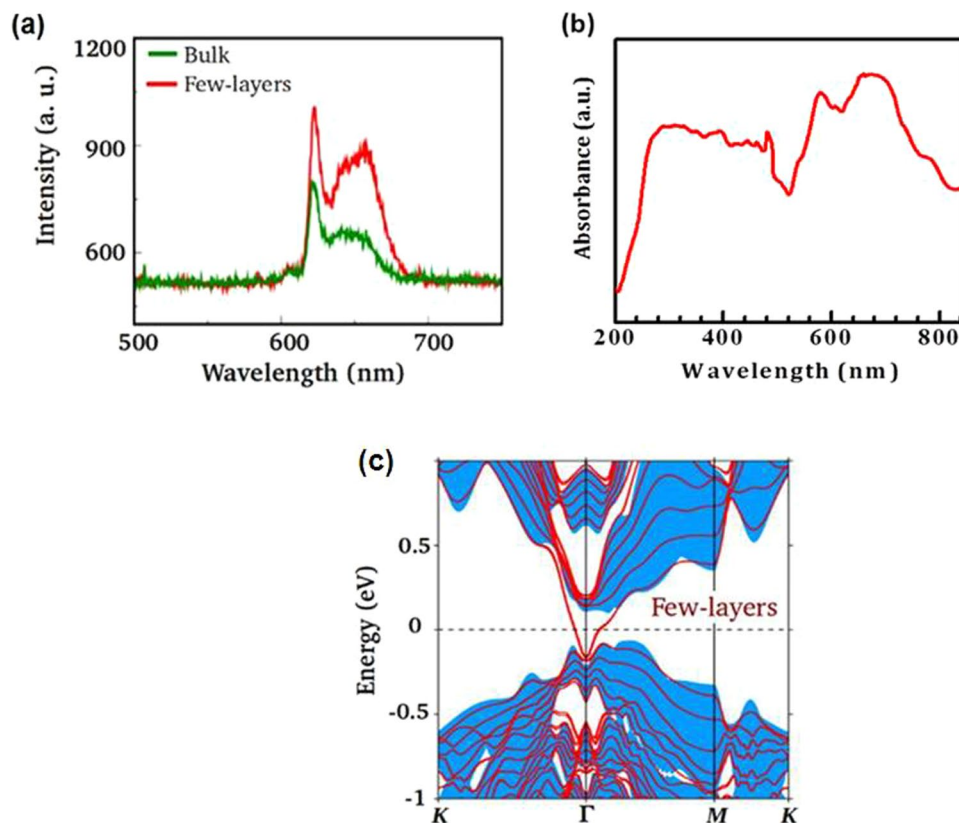 (a)
1200
900
600
Intensity (a. u.)
Bulk
Few-layers
500
600
700
Wavelength (nm)
(b)
Absorbance (a.u.)
200
400
600
800
Wavelength (nm)
(c)
Energy (eV)
0.5
0
-0.5
-1
Few-layers
K
Γ
M
K